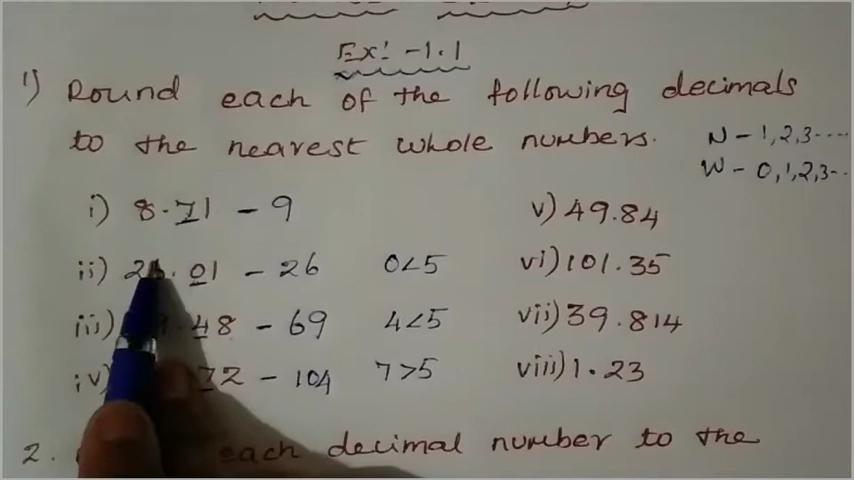 Ex! -1.1
1) Round each of the following decimals
to the nearest whole numbers.
N - 1,2,3----
W - 0,1,2,3--
i) 8.71 - 9
ii) 2 .01 - 26 0<5
iii) .48 - 69 4<5
iv) 72 - 104 7>5
v) 49.84
vi) 101.35
vii) 39.814
viii) 1.23
2. each decimal number to the